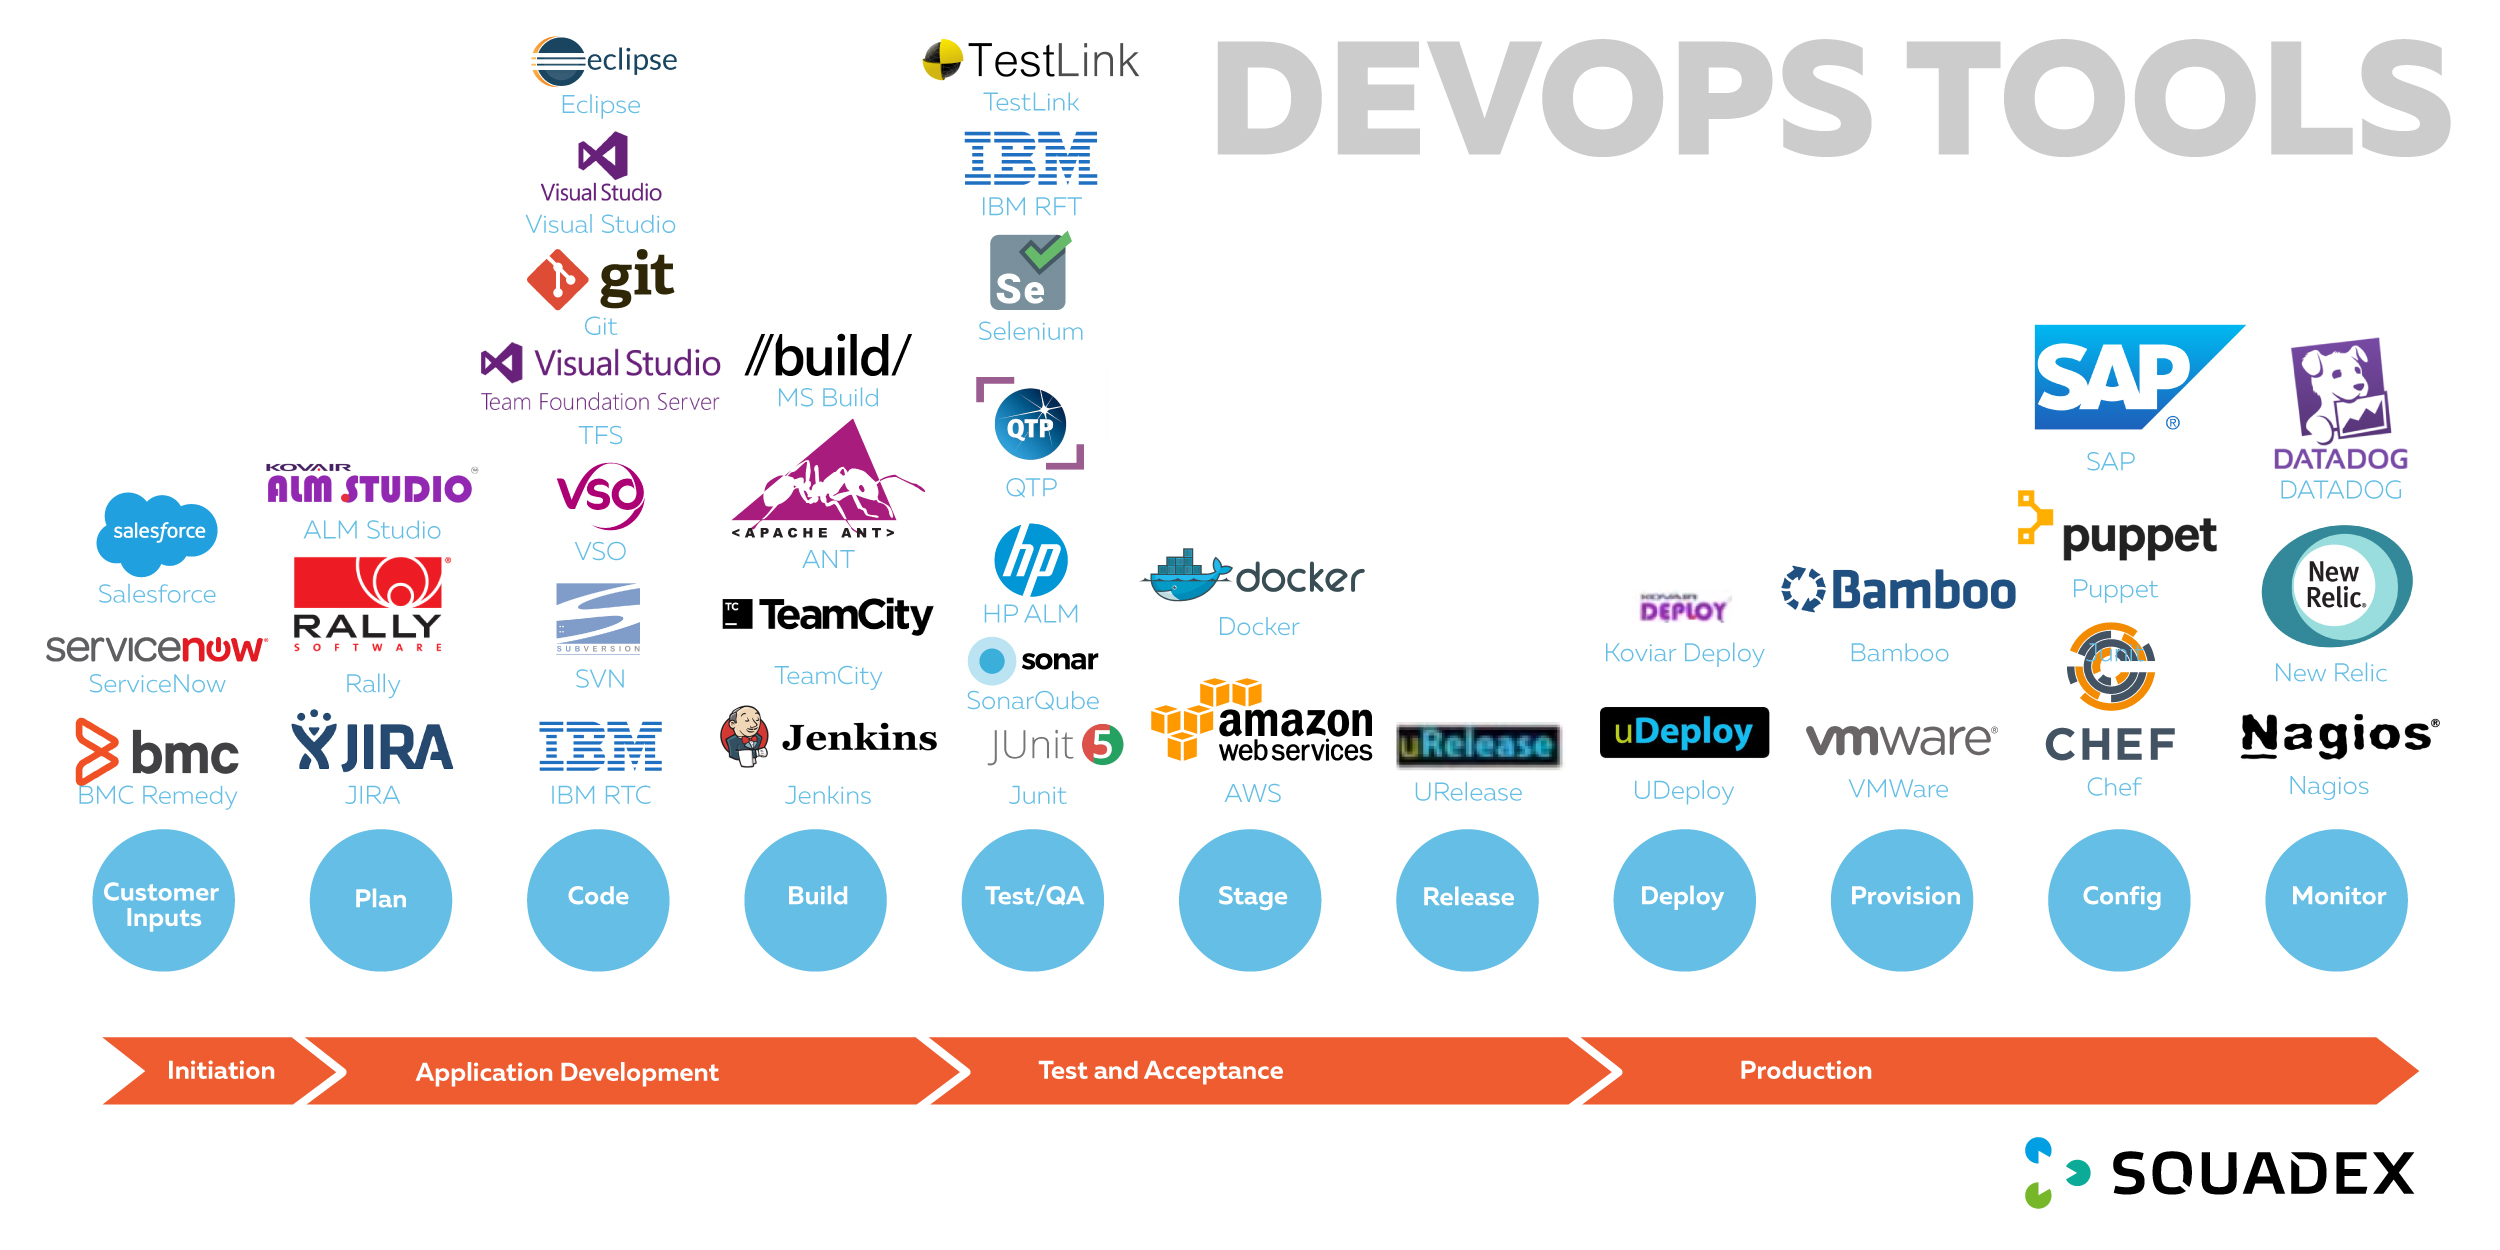 DEVOPS TOOLS
salesforce
Salesforce
servicenow
ServiceNow
bmc
BMC Remedy
Customer
Inputs
KOVAIR
ALM STUDIO
ALM Studio
RALLY
SOFTWARE
Rally
JIRA
JIRA
Plan
eclipse
Eclipse
Visual Studio
Visual Studio
git
Git
Visual Studio
Team Foundation Server
TFS
vso
VSO
SUBVERSION
SVN
IBM
IBM RTC
Code
//build/
MS Build
<APACHE ANT>
ANT
TC
TeamCity
TeamCity
Jenkins
Jenkins
Build
TestLink
TestLink
IBM
IBM RFT
Se
Selenium
QTP
QTP
hp
HP ALM
sonar
SonarQube
JUnit 5
Junit
Test/QA
docker
Docker
amazon
web services
AWS
Stage
uRelease
URelease
Release
KOVAIR
DEPLOY
Koviar Deploy
uDeploy
UDeploy
Deploy
Bamboo
Bamboo
vmware®
VMWare
Provision
SAP®
SAP
puppet
Puppet
CHEF
Chef
Config
DATADOG
DATADOG
New
Relic®
New Relic
Nagios®
Nagios
Monitor
Initiation
Application Development
Test and Acceptance
Production
SQUADEX